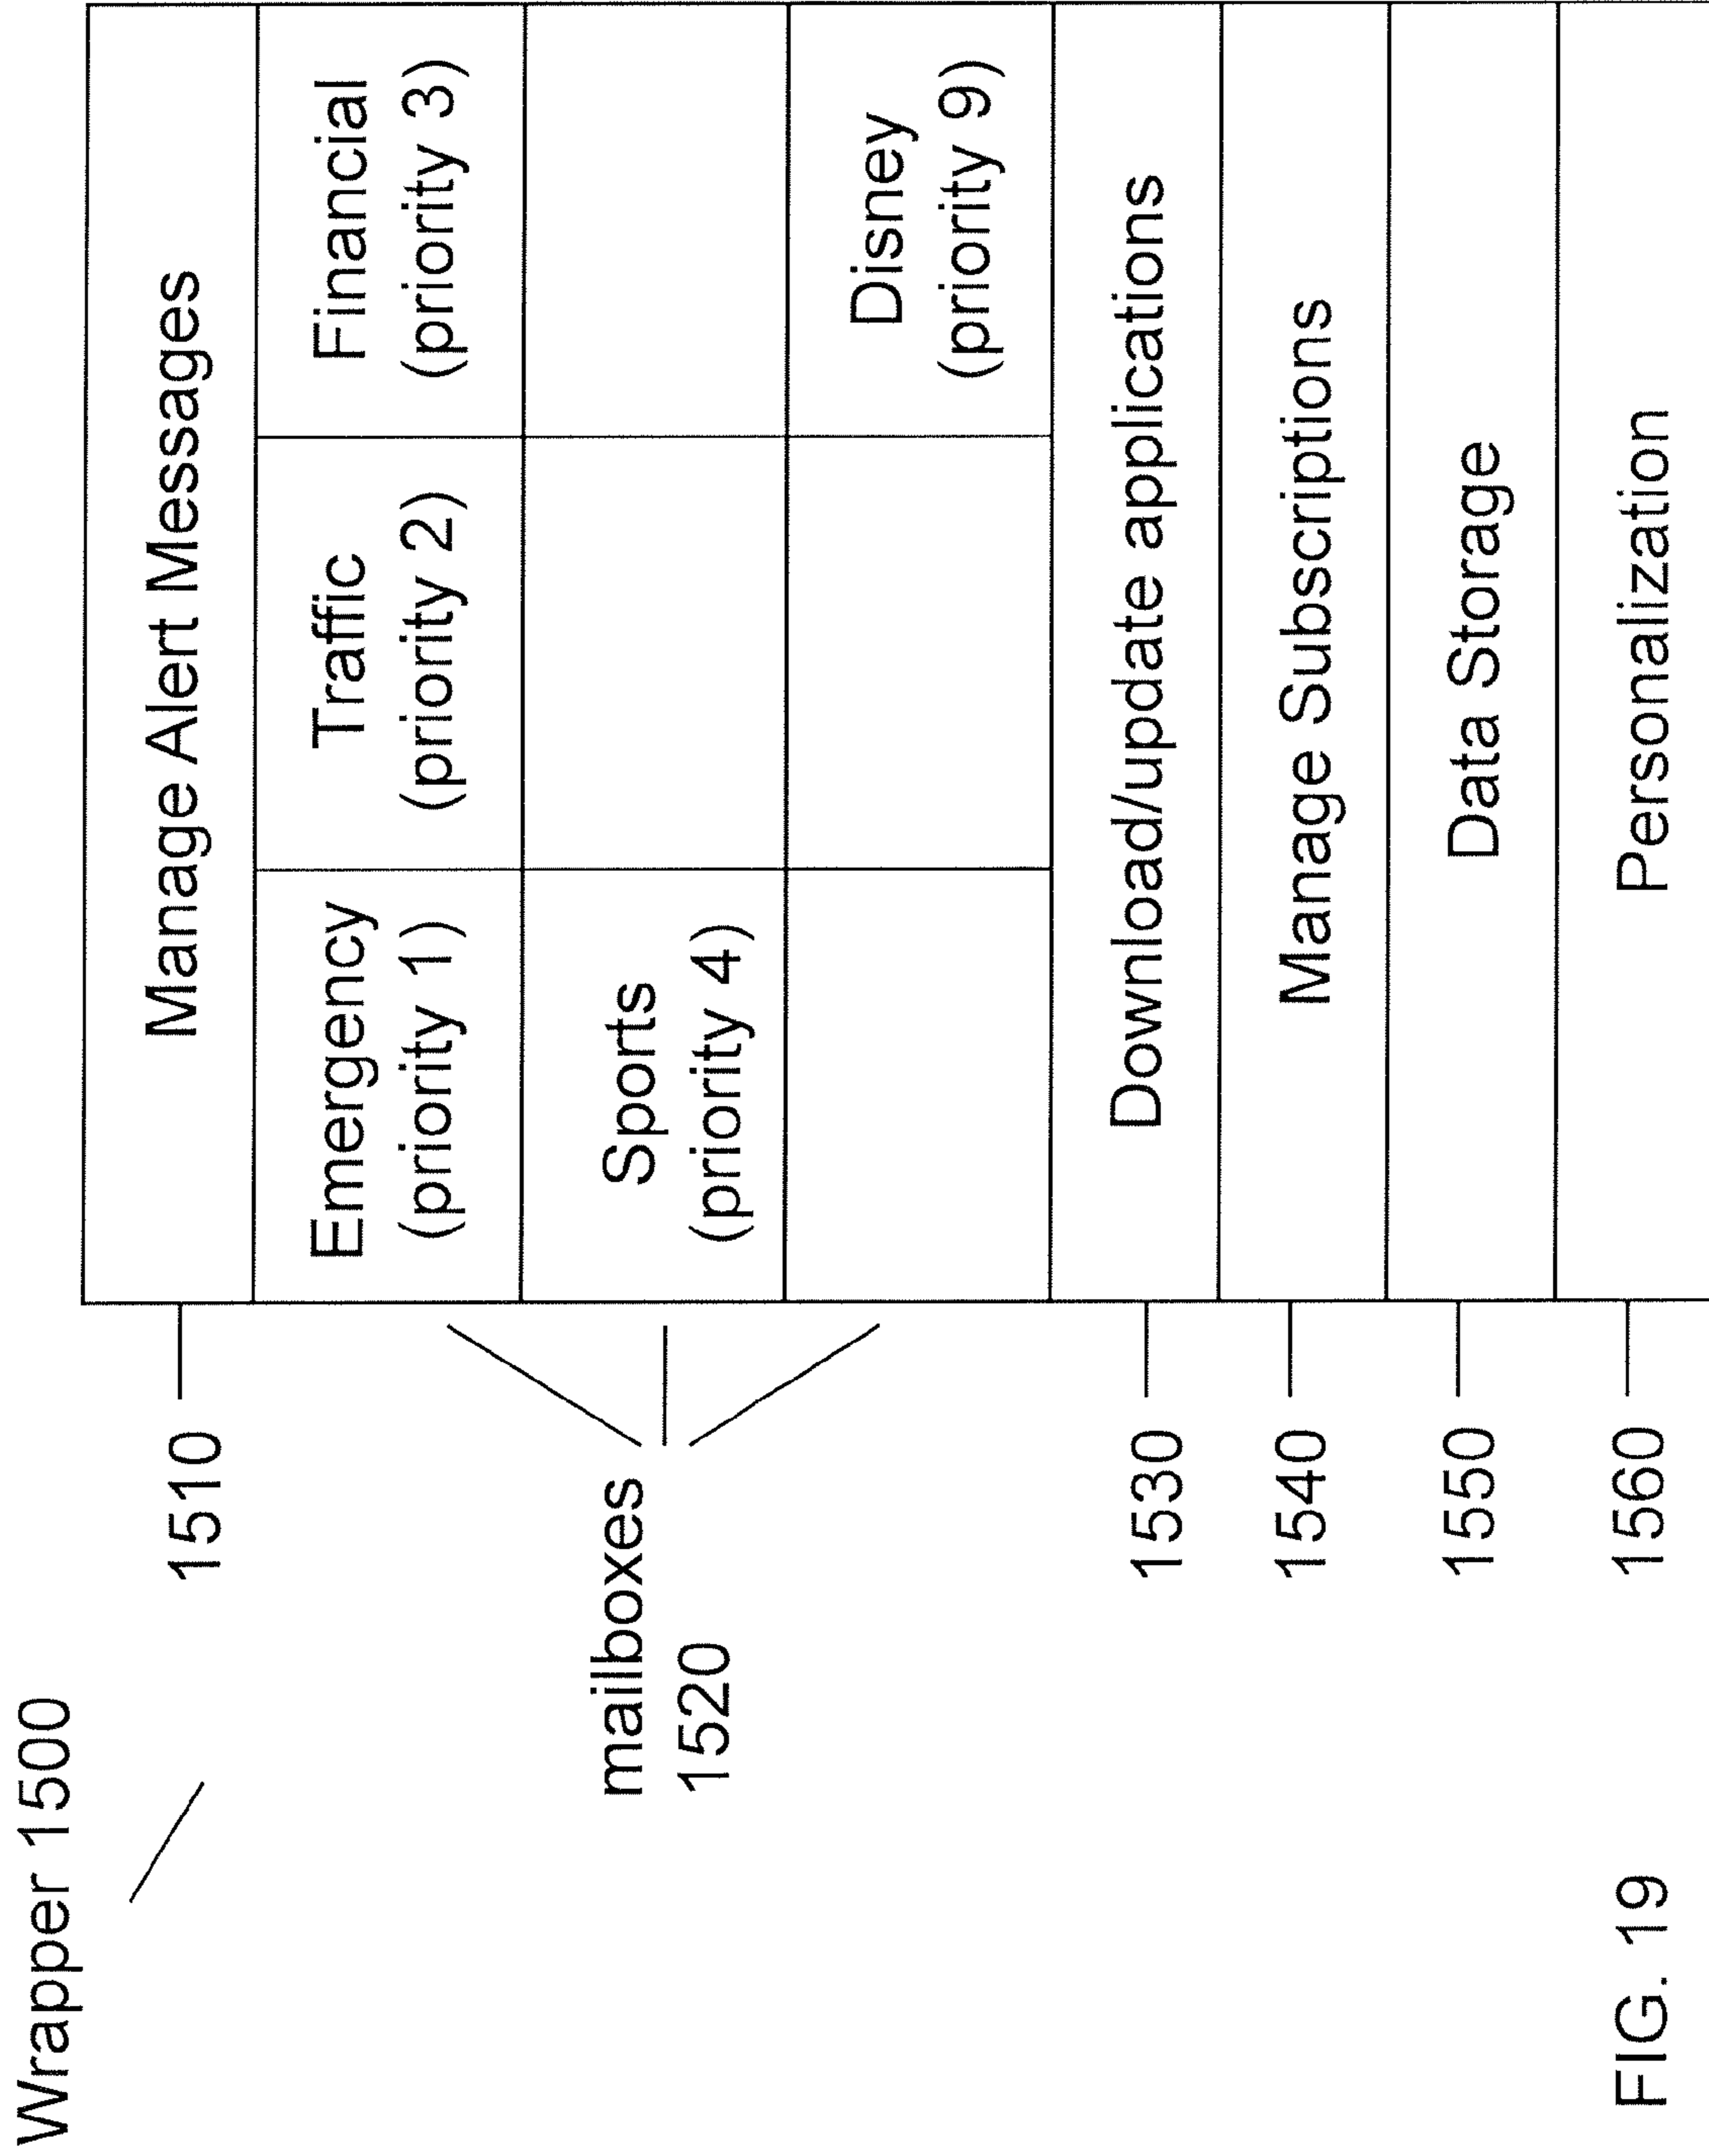 Wrapper 1500
1510
Manage Alert Messages
mailboxes
1520
Emergency
(priority 1)
Traffic
(priority 2)
Financial
(priority 3)
Sports
(priority 4)
Disney
(priority 9)
1530
Download/update applications
1540
Manage Subscriptions
1550
Data Storage
1560
Personalization
FIG. 19